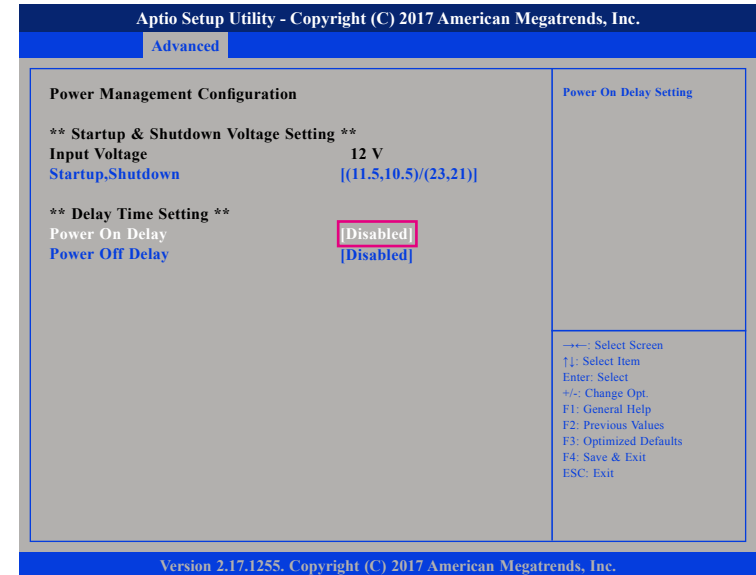 Aptio Setup Utility - Copyright (C) 2017 American Megatrends, Inc.
Advanced
Power Management Configuration
** Startup & Shutdown Voltage Setting **
Input Voltage 12 V
Startup,Shutdown [(11.5,10.5)/(23,21)]
** Delay Time Setting **
Power On Delay [Disabled]
Power Off Delay [Disabled]
Power On Delay Setting
→←: Select Screen
↑↓: Select Item
Enter: Select
+/-: Change Opt.
F1: General Help
F2: Previous Values
F3: Optimized Defaults
F4: Save & Exit
ESC: Exit
Version 2.17.1255. Copyright (C) 2017 American Megatrends, Inc.